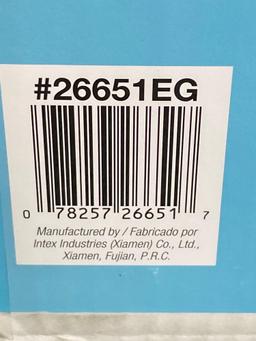 #26651EG
0 78257 26651 7
Manufactured by / Fabricado por
Intex Industries (Xiamen) Co., Ltd.,
Xiamen, Fujian, P.R.C.